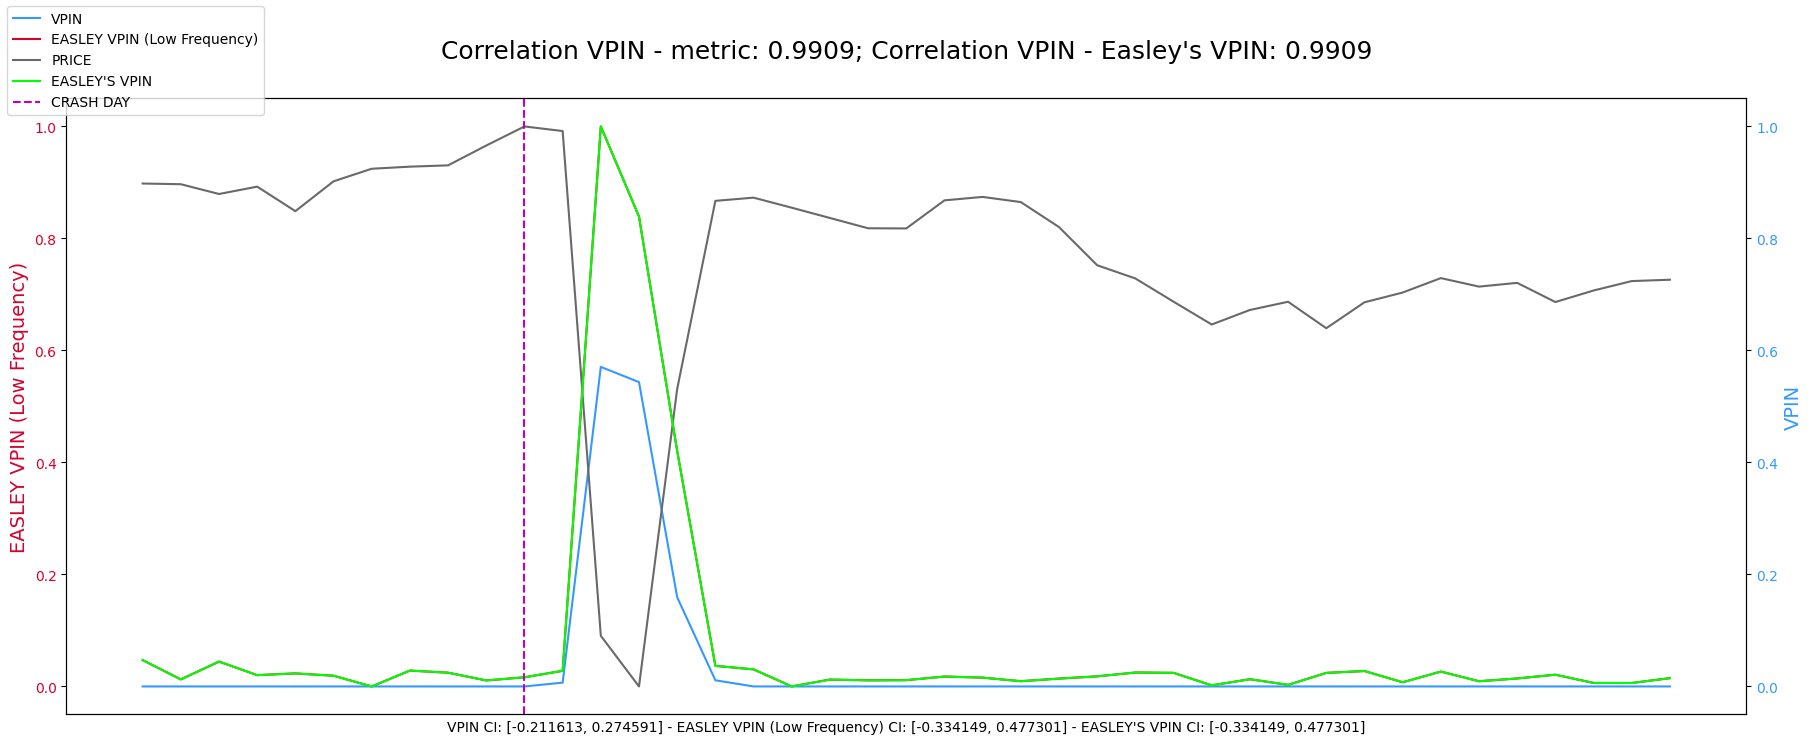 VPIN
EASLEY VPIN (Low Frequency)
PRICE
EASLEY'S VPIN
CRASH DAY
Correlation VPIN - metric: 0.9909; Correlation VPIN - Easley's VPIN: 0.9909
EASLEY VPIN (Low Frequency)
1.0
0.8
0.6
0.4
0.2
0.0
1.0
0.8
0.6
0.4
0.2
0.0
VPIN
VPIN CI: [-0.211613, 0.274591] - EASLEY VPIN (Low Frequency) CI: [-0.334149, 0.477301] - EASLEY'S VPIN CI: [-0.334149, 0.477301]